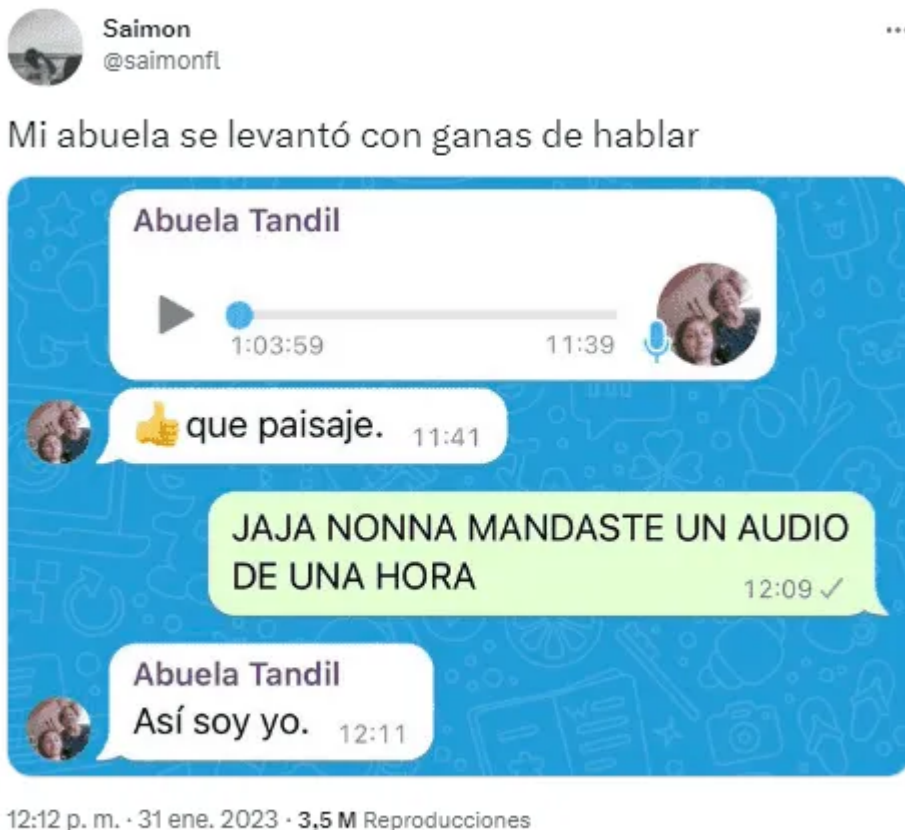 Saimon
@saimonfl
Mi abuela se levantó con ganas de hablar
Abuela Tandil
1:03:59 11:39
👍 que paisaje. 11:41
JAJA NONNA MANDASTE UN AUDIO
DE UNA HORA 12:09
Abuela Tandil
Así soy yo. 12:11
12:12 p. m. · 31 ene. 2023 · 3,5 M Reproducciones